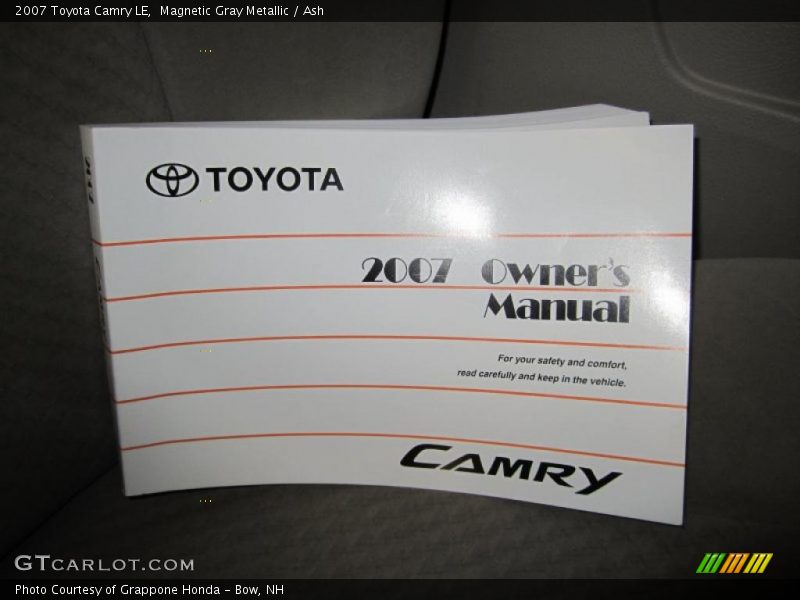 2007 Toyota Camry LE, Magnetic Gray Metallic / Ash
TOYOTA
2007 Owner's
Manual
For your safety and comfort,
read carefully and keep in the vehicle.
CAMRY
GTCARLOT.COM
Photo Courtesy of Grappone Honda - Bow, NH